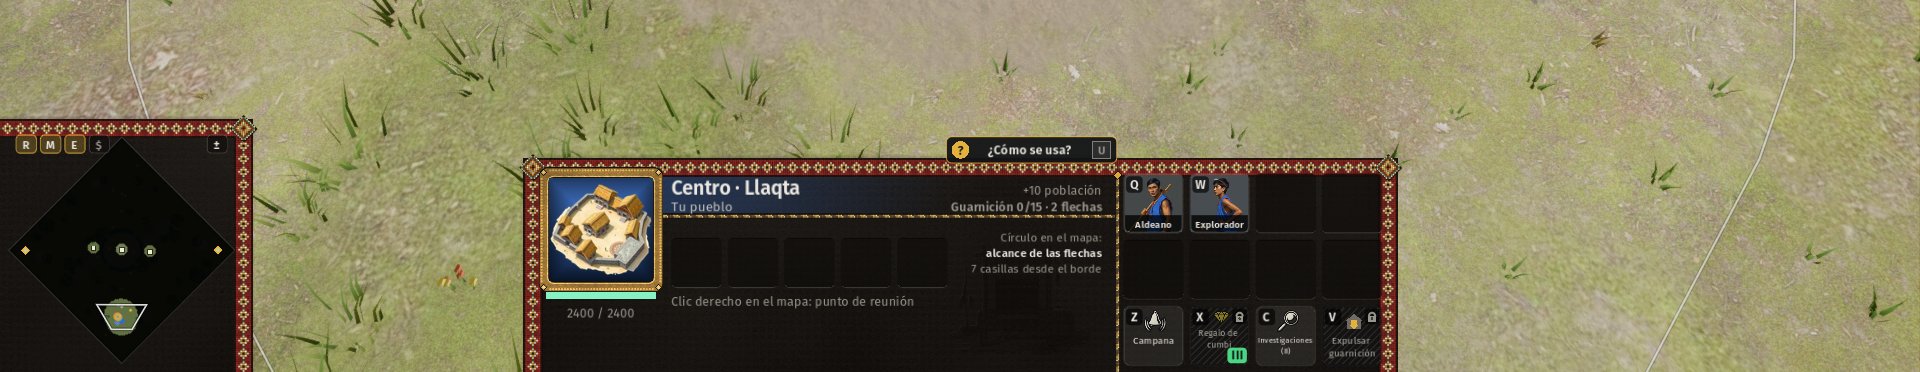 R M E $ ±
¿Cómo se usa? U
?
Centro · Llaqta
Tu pueblo
+10 población
Guarnición 0/15 · 2 flechas
Círculo en el mapa:
alcance de las flechas
7 casillas desde el borde
Clic derecho en el mapa: punto de reunión
2400 / 2400
Q
Aldeano
W
Explorador
Z
Campana
X
Regalo de
cumbi
III
C
Investigaciones
(8)
V
Expulsar
guarnición